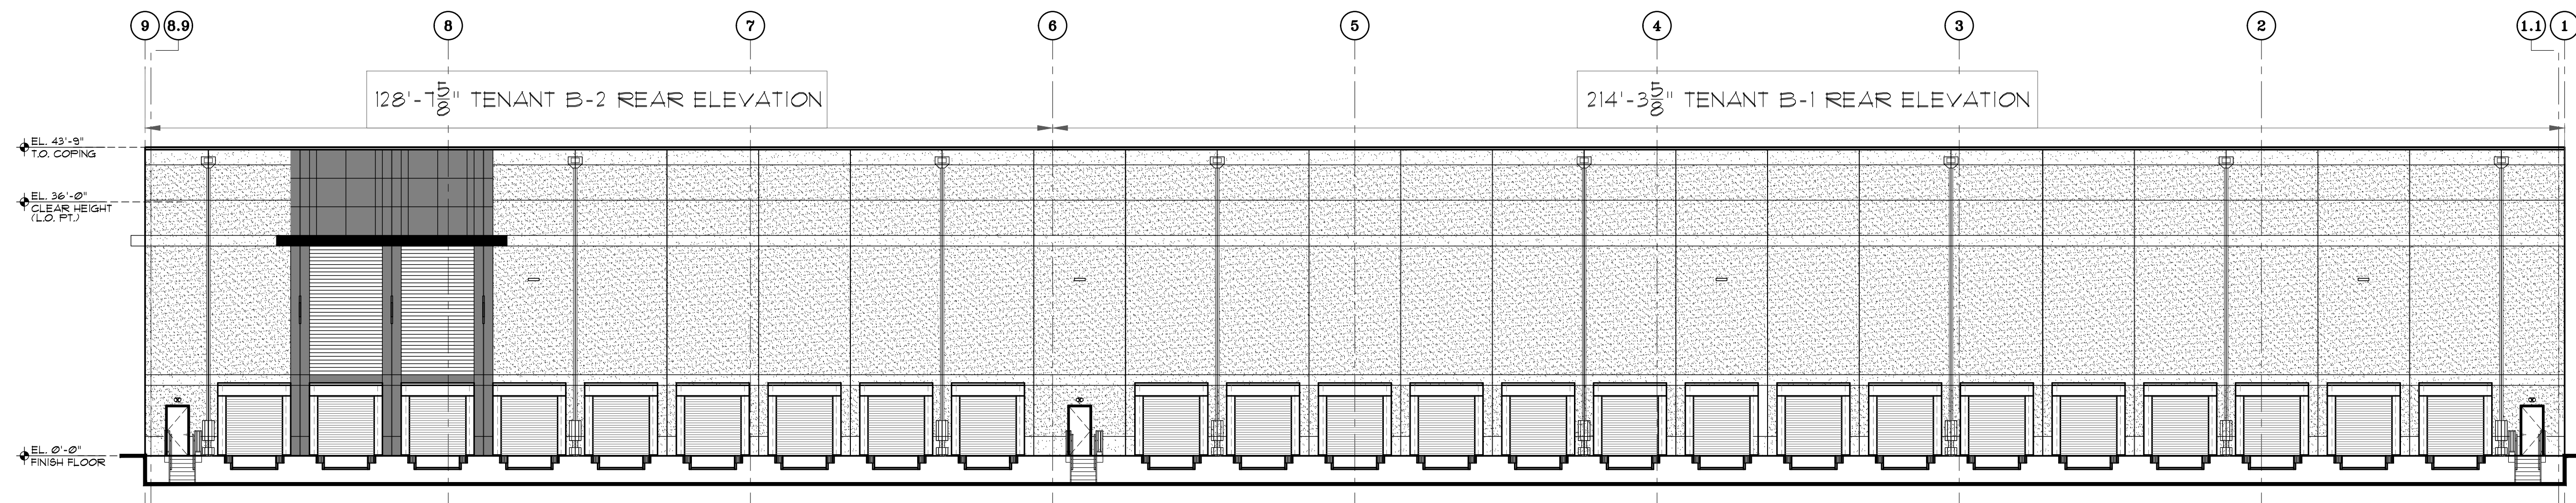 9 8.9 8 7 6 5 4 3 2 1.1 1
128'-7 5/8" TENANT B-2 REAR ELEVATION
214'-3 5/8" TENANT B-1 REAR ELEVATION
EL. 43'-9"
T.O. COPING
EL. 36'-0"
CLEAR HEIGHT
(L.O. PT.)
EL. 0'-0"
FINISH FLOOR